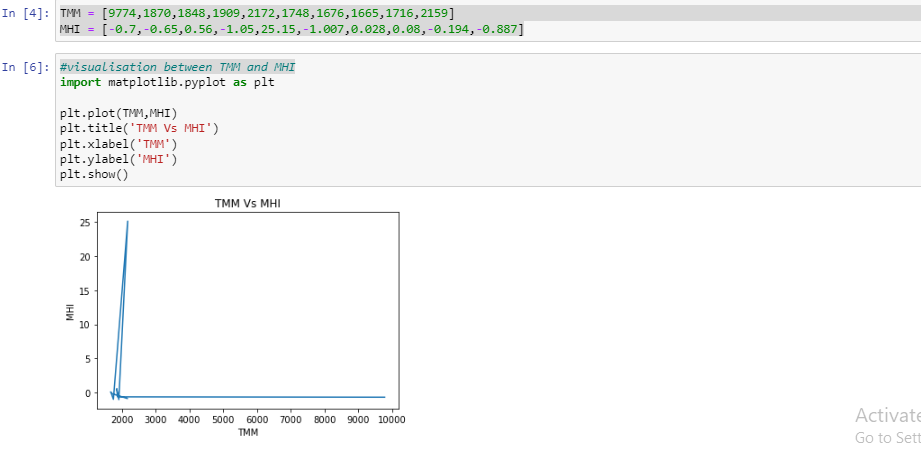 In [4]: TMM = [9774,1870,1848,1909,2172,1748,1676,1665,1716,2159]
MHI = [-0.7,-0.65,0.56,-1.05,25.15,-1.007,0.028,0.08,-0.194,-0.887]
In [6]: #visualisation between TMM and MHI
import matplotlib.pyplot as plt
plt.plot(TMM,MHI)
plt.title('TMM Vs MHI')
plt.xlabel('TMM')
plt.ylabel('MHI')
plt.show()
TMM Vs MHI
25
20
15
10
5
0
MHI
2000 3000 4000 5000 6000 7000 8000 9000 10000
TMM
Activate
Go to Sett